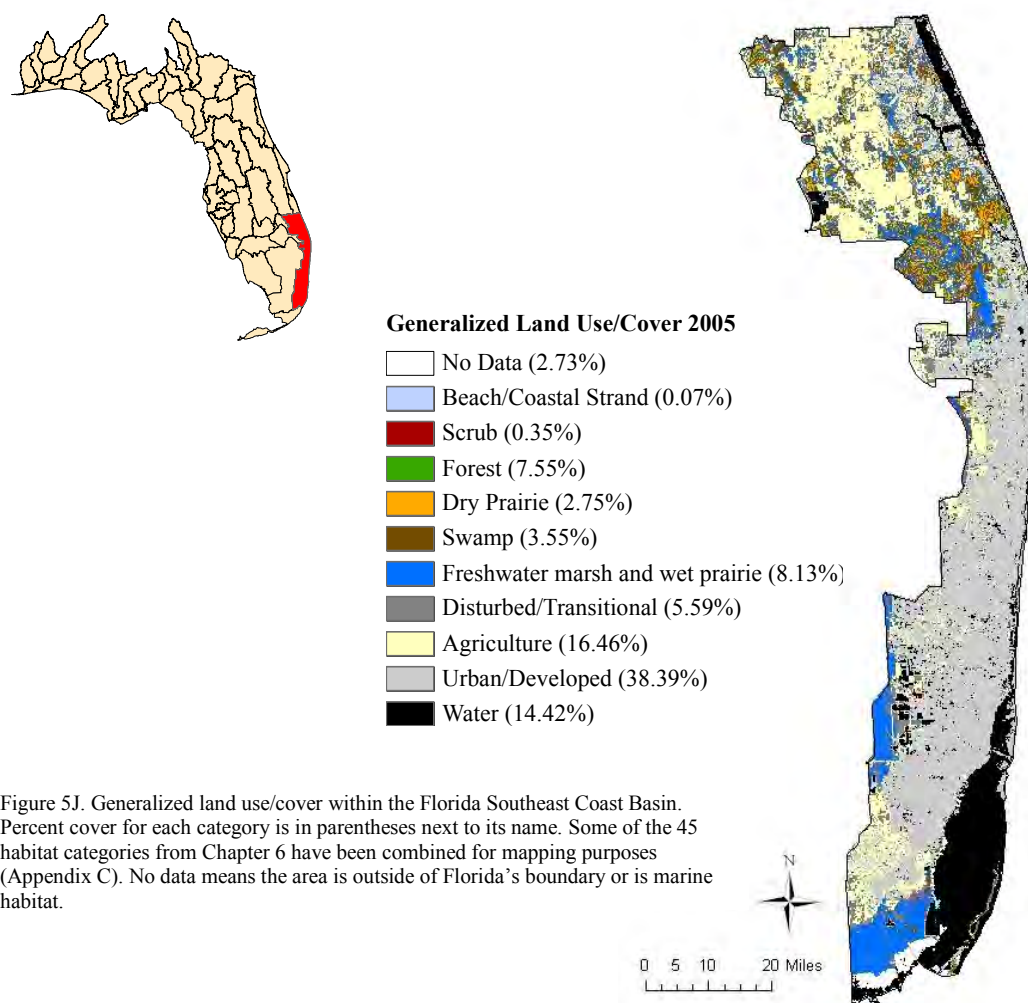 Generalized Land Use/Cover 2005
No Data (2.73%)
Beach/Coastal Strand (0.07%)
Scrub (0.35%)
Forest (7.55%)
Dry Prairie (2.75%)
Swamp (3.55%)
Freshwater marsh and wet prairie (8.13%)
Disturbed/Transitional (5.59%)
Agriculture (16.46%)
Urban/Developed (38.39%)
Water (14.42%)
Figure 5J. Generalized land use/cover within the Florida Southeast Coast Basin.
Percent cover for each category is in parentheses next to its name. Some of the 45
habitat categories from Chapter 6 have been combined for mapping purposes
(Appendix C). No data means the area is outside of Florida's boundary or is marine
habitat.
N
0 5 10 20 Miles